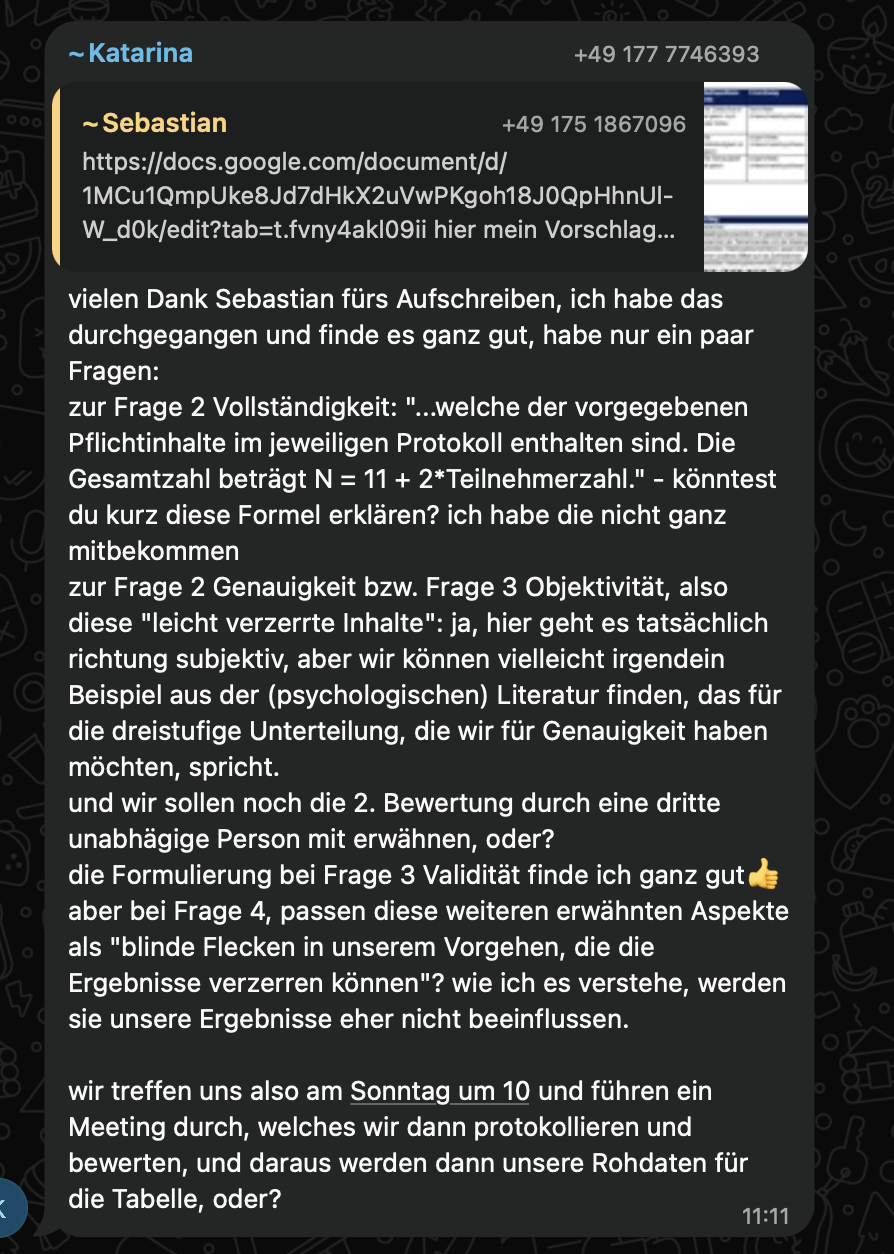 ~Katarina +49 177 7746393
~Sebastian +49 175 1867096
https://docs.google.com/document/d/
1MCu1QmpUke8Jd7dHkX2uVwPKgoh18J0QpHhnUl-
W_d0k/edit?tab=t.fvny4akl09ii hier mein Vorschlag...
vielen Dank Sebastian fürs Aufschreiben, ich habe das
durchgegangen und finde es ganz gut, habe nur ein paar
Fragen:
zur Frage 2 Vollständigkeit: "...welche der vorgegebenen
Pflichtinhalte im jeweiligen Protokoll enthalten sind. Die
Gesamtzahl beträgt N = 11 + 2*Teilnehmerzahl." - könntest
du kurz diese Formel erklären? ich habe die nicht ganz
mitbekommen
zur Frage 2 Genauigkeit bzw. Frage 3 Objektivität, also
diese "leicht verzerrte Inhalte": ja, hier geht es tatsächlich
richtung subjektiv, aber wir können vielleicht irgendein
Beispiel aus der (psychologischen) Literatur finden, das für
die dreistufige Unterteilung, die wir für Genauigkeit haben
möchten, spricht.
und wir sollen noch die 2. Bewertung durch eine dritte
unabhägige Person mit erwähnen, oder?
die Formulierung bei Frage 3 Validität finde ich ganz gut👍
aber bei Frage 4, passen diese weiteren erwähnten Aspekte
als "blinde Flecken in unserem Vorgehen, die die
Ergebnisse verzerren können"? wie ich es verstehe, werden
sie unsere Ergebnisse eher nicht beeinflussen.
wir treffen uns also am Sonntag um 10 und führen ein
Meeting durch, welches wir dann protokollieren und
bewerten, und daraus werden dann unsere Rohdaten für
die Tabelle, oder?
11:11